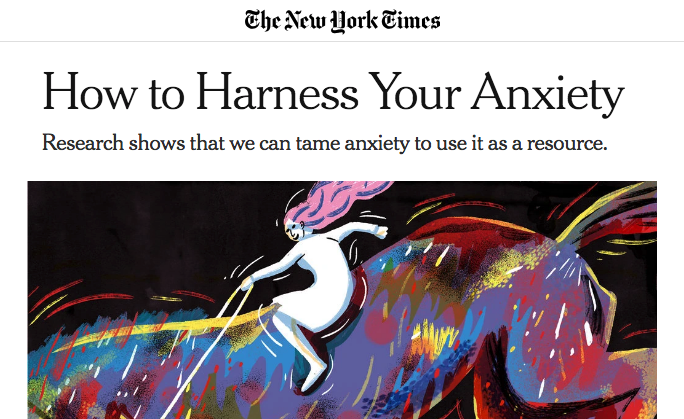 The New York Times
How to Harness Your Anxiety
Research shows that we can tame anxiety to use it as a resource.